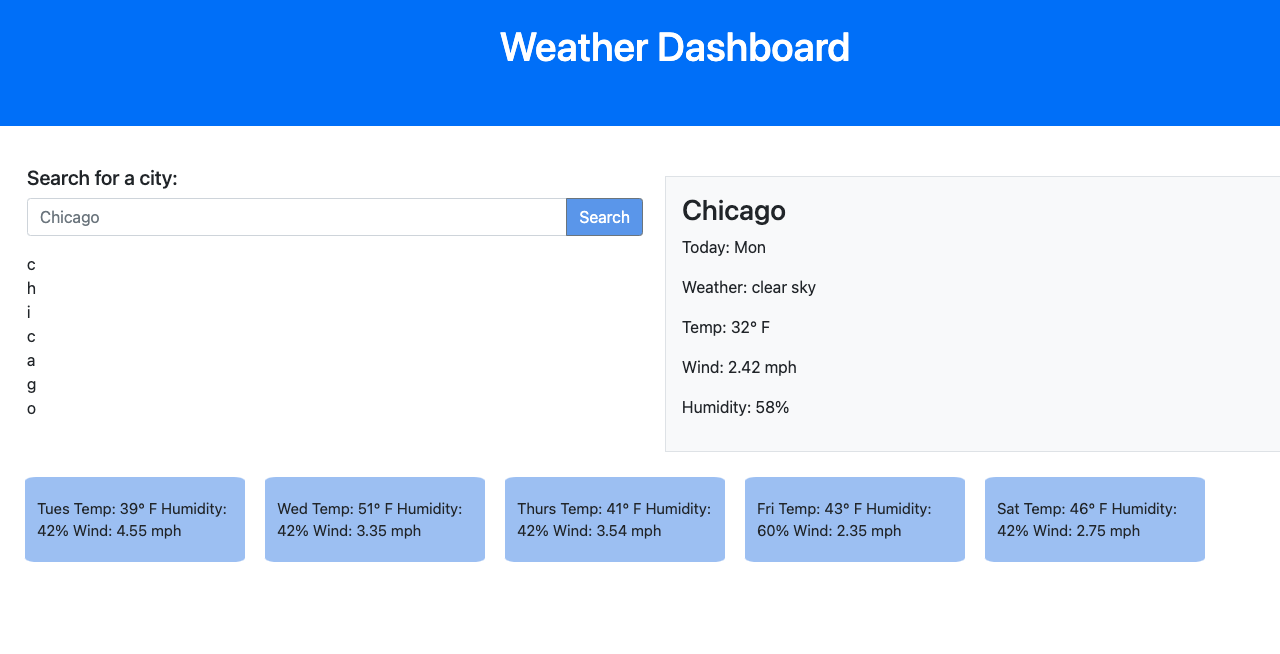 Weather Dashboard
Search for a city:
Chicago
Search
c
h
i
c
a
g
o
Chicago
Today: Mon
Weather: clear sky
Temp: 32° F
Wind: 2.42 mph
Humidity: 58%
Tues Temp: 39° F Humidity:
42% Wind: 4.55 mph
Wed Temp: 51° F Humidity:
42% Wind: 3.35 mph
Thurs Temp: 41° F Humidity:
42% Wind: 3.54 mph
Fri Temp: 43° F Humidity:
60% Wind: 2.35 mph
Sat Temp: 46° F Humidity:
42% Wind: 2.75 mph